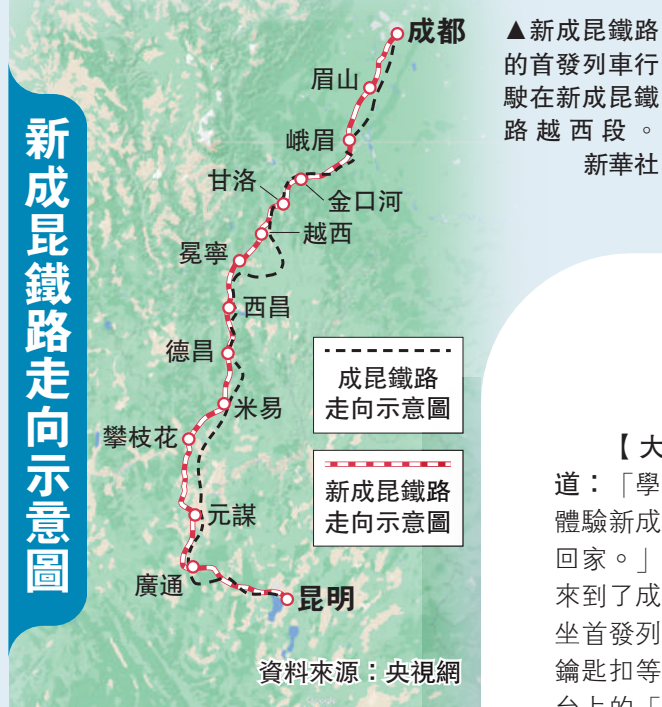 新成昆鐵路走向示意圖
成都
眉山
峨眉
甘洛
金口河
越西
冕寧
西昌
德昌
米易
攀枝花
元謀
廣通
昆明
成昆鐵路
走向示意圖
新成昆鐵路
走向示意圖
資料來源：央視網
▲新成昆鐵路
的首發列車行
駛在新成昆鐵
路越西段。
新華社
【大
道：「學
體驗新成
回家。」
來到了成
坐首發列
鑰匙扣等